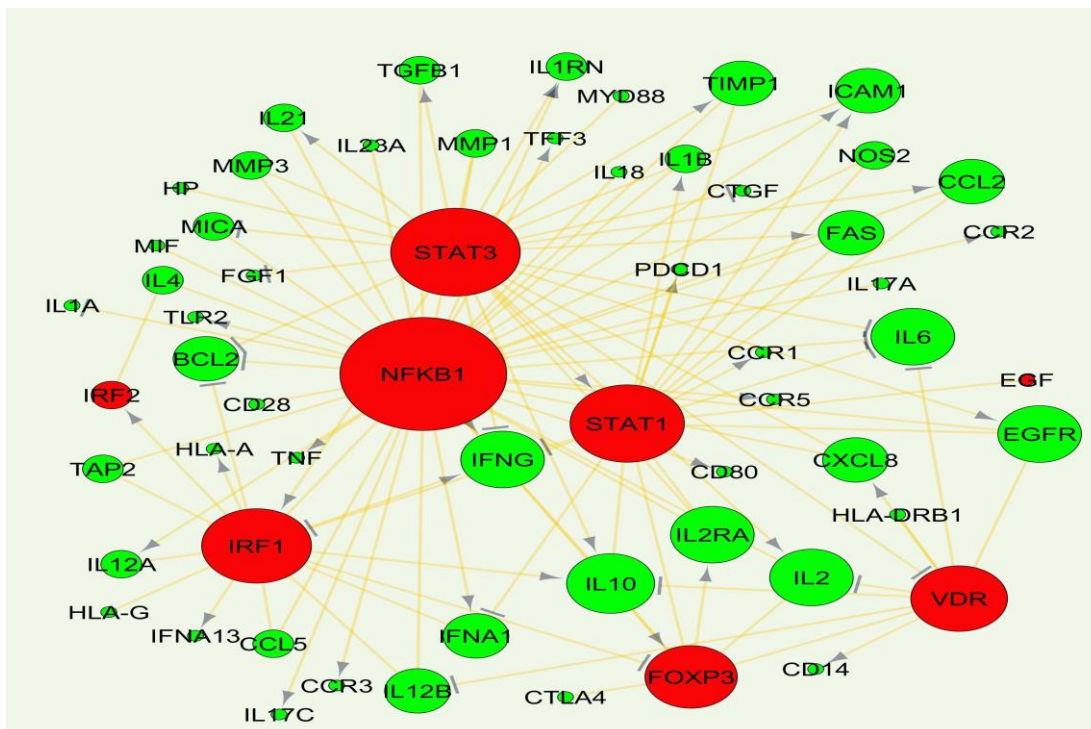 TGFB1
IL1RN
MYD88
TIMP1
ICAM1
IL21
IL23A
MMP1
TFF3
IL18
IL1B
NOS2
MMP3
HP
CTGF
CCL2
MICA
STAT3
FAS
CCR2
MIF
FGF1
PDCD1
IL4
IL17A
IL1A
TLR2
BCL2
IL6
NFKB1
CCR1
EGF
IRF2
CD28
CCR5
STAT1
EGFR
HLA-A
TNF
IFNG
TAP2
CD80
CXCL8
HLA-DRB1
IRF1
IL2RA
IL12A
IL10
IL2
VDR
HLA-G
IFNA13
CCL5
IFNA1
CCR3
IL12B
FOXP3
CD14
CTLA4
IL17C